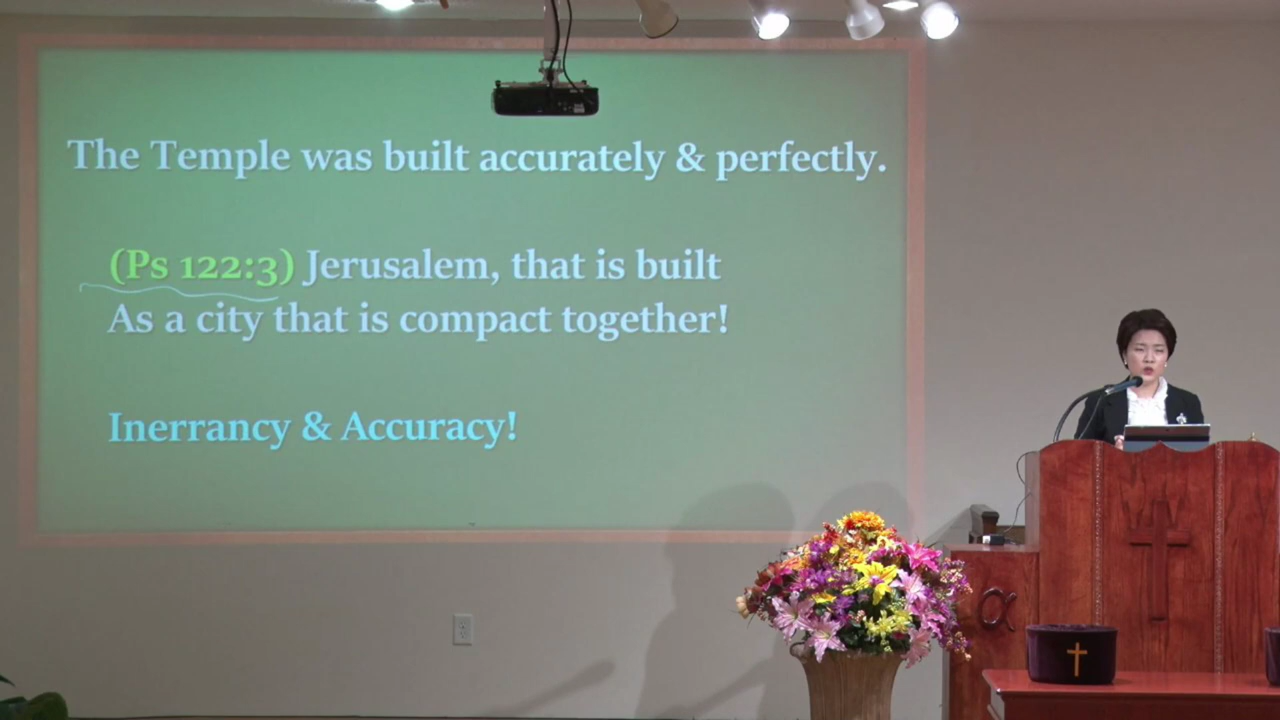 The Temple was built accurately & perfectly.
(Ps 122:3) Jerusalem, that is built
As a city that is compact together!
Inerrancy & Accuracy!
α